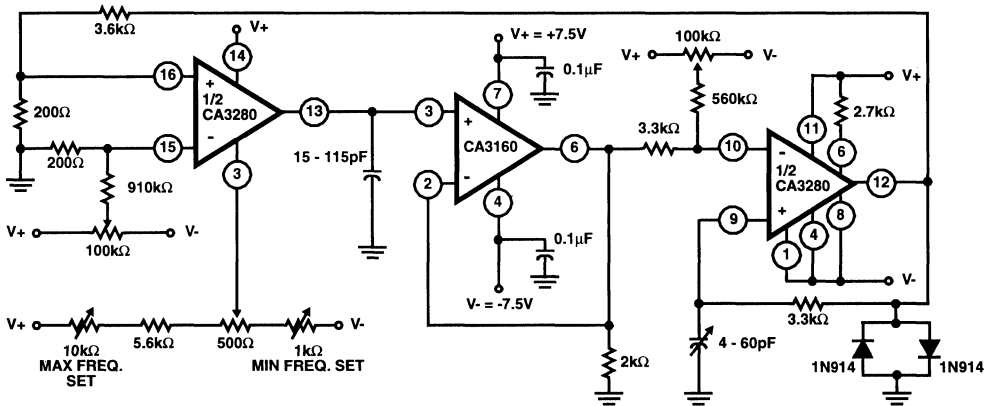 3.6kΩ
V+
14
16
+
1/2
CA3280
-
13
200Ω
200Ω
15
3
910kΩ
V+
100kΩ
V-
15 - 115pF
V+ = +7.5V
0.1μF
7
3
+
CA3160
-
6
2
4
0.1μF
V- = -7.5V
V+
100kΩ
V-
560kΩ
3.3kΩ
10
-
1/2
CA3280
+
9
11
V+
2.7kΩ
6
12
8
4
1
V-
V+
10kΩ
MAX FREQ.
SET
5.6kΩ
500Ω
1kΩ
MIN FREQ. SET
V-
2kΩ
4 - 60pF
3.3kΩ
1N914
1N914